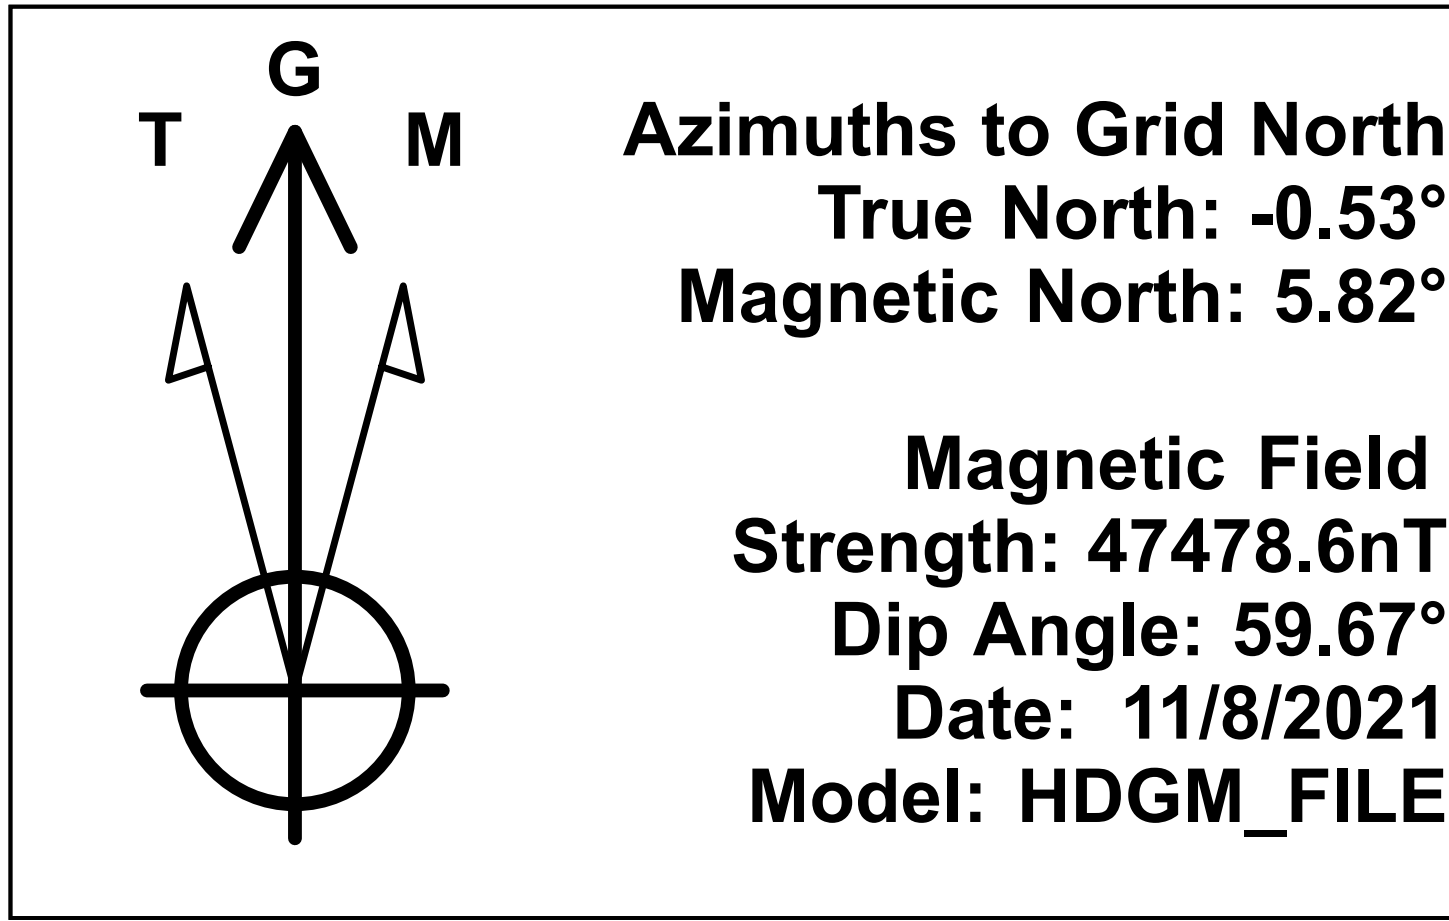 G
T
M
Azimuths to Grid North
True North: -0.53°
Magnetic North: 5.82°
Magnetic Field
Strength: 47478.6nT
Dip Angle: 59.67°
Date: 11/8/2021
Model: HDGM_FILE